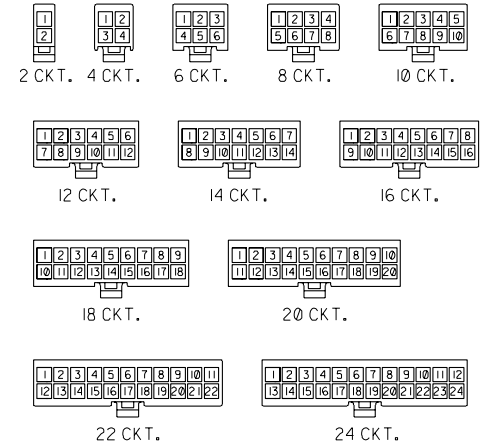 1 1 2 1 2 3 1 2 3 4 1 2 3 4 5
2 3 4 4 5 6 5 6 7 8 6 7 8 9 10
2 CKT. 4 CKT. 6 CKT. 8 CKT. 10 CKT.
1 2 3 4 5 6 1 2 3 4 5 6 7 1 2 3 4 5 6 7 8
7 8 9 10 11 12 8 9 10 11 12 13 14 9 10 11 12 13 14 15 16
12 CKT. 14 CKT. 16 CKT.
1 2 3 4 5 6 7 8 9 1 2 3 4 5 6 7 8 9 10
10 11 12 13 14 15 16 17 18 11 12 13 14 15 16 17 18 19 20
18 CKT. 20 CKT.
1 2 3 4 5 6 7 8 9 10 11 1 2 3 4 5 6 7 8 9 10 11 12
12 13 14 15 16 17 18 19 20 21 22 13 14 15 16 17 18 19 20 21 22 23 24
22 CKT. 24 CKT.